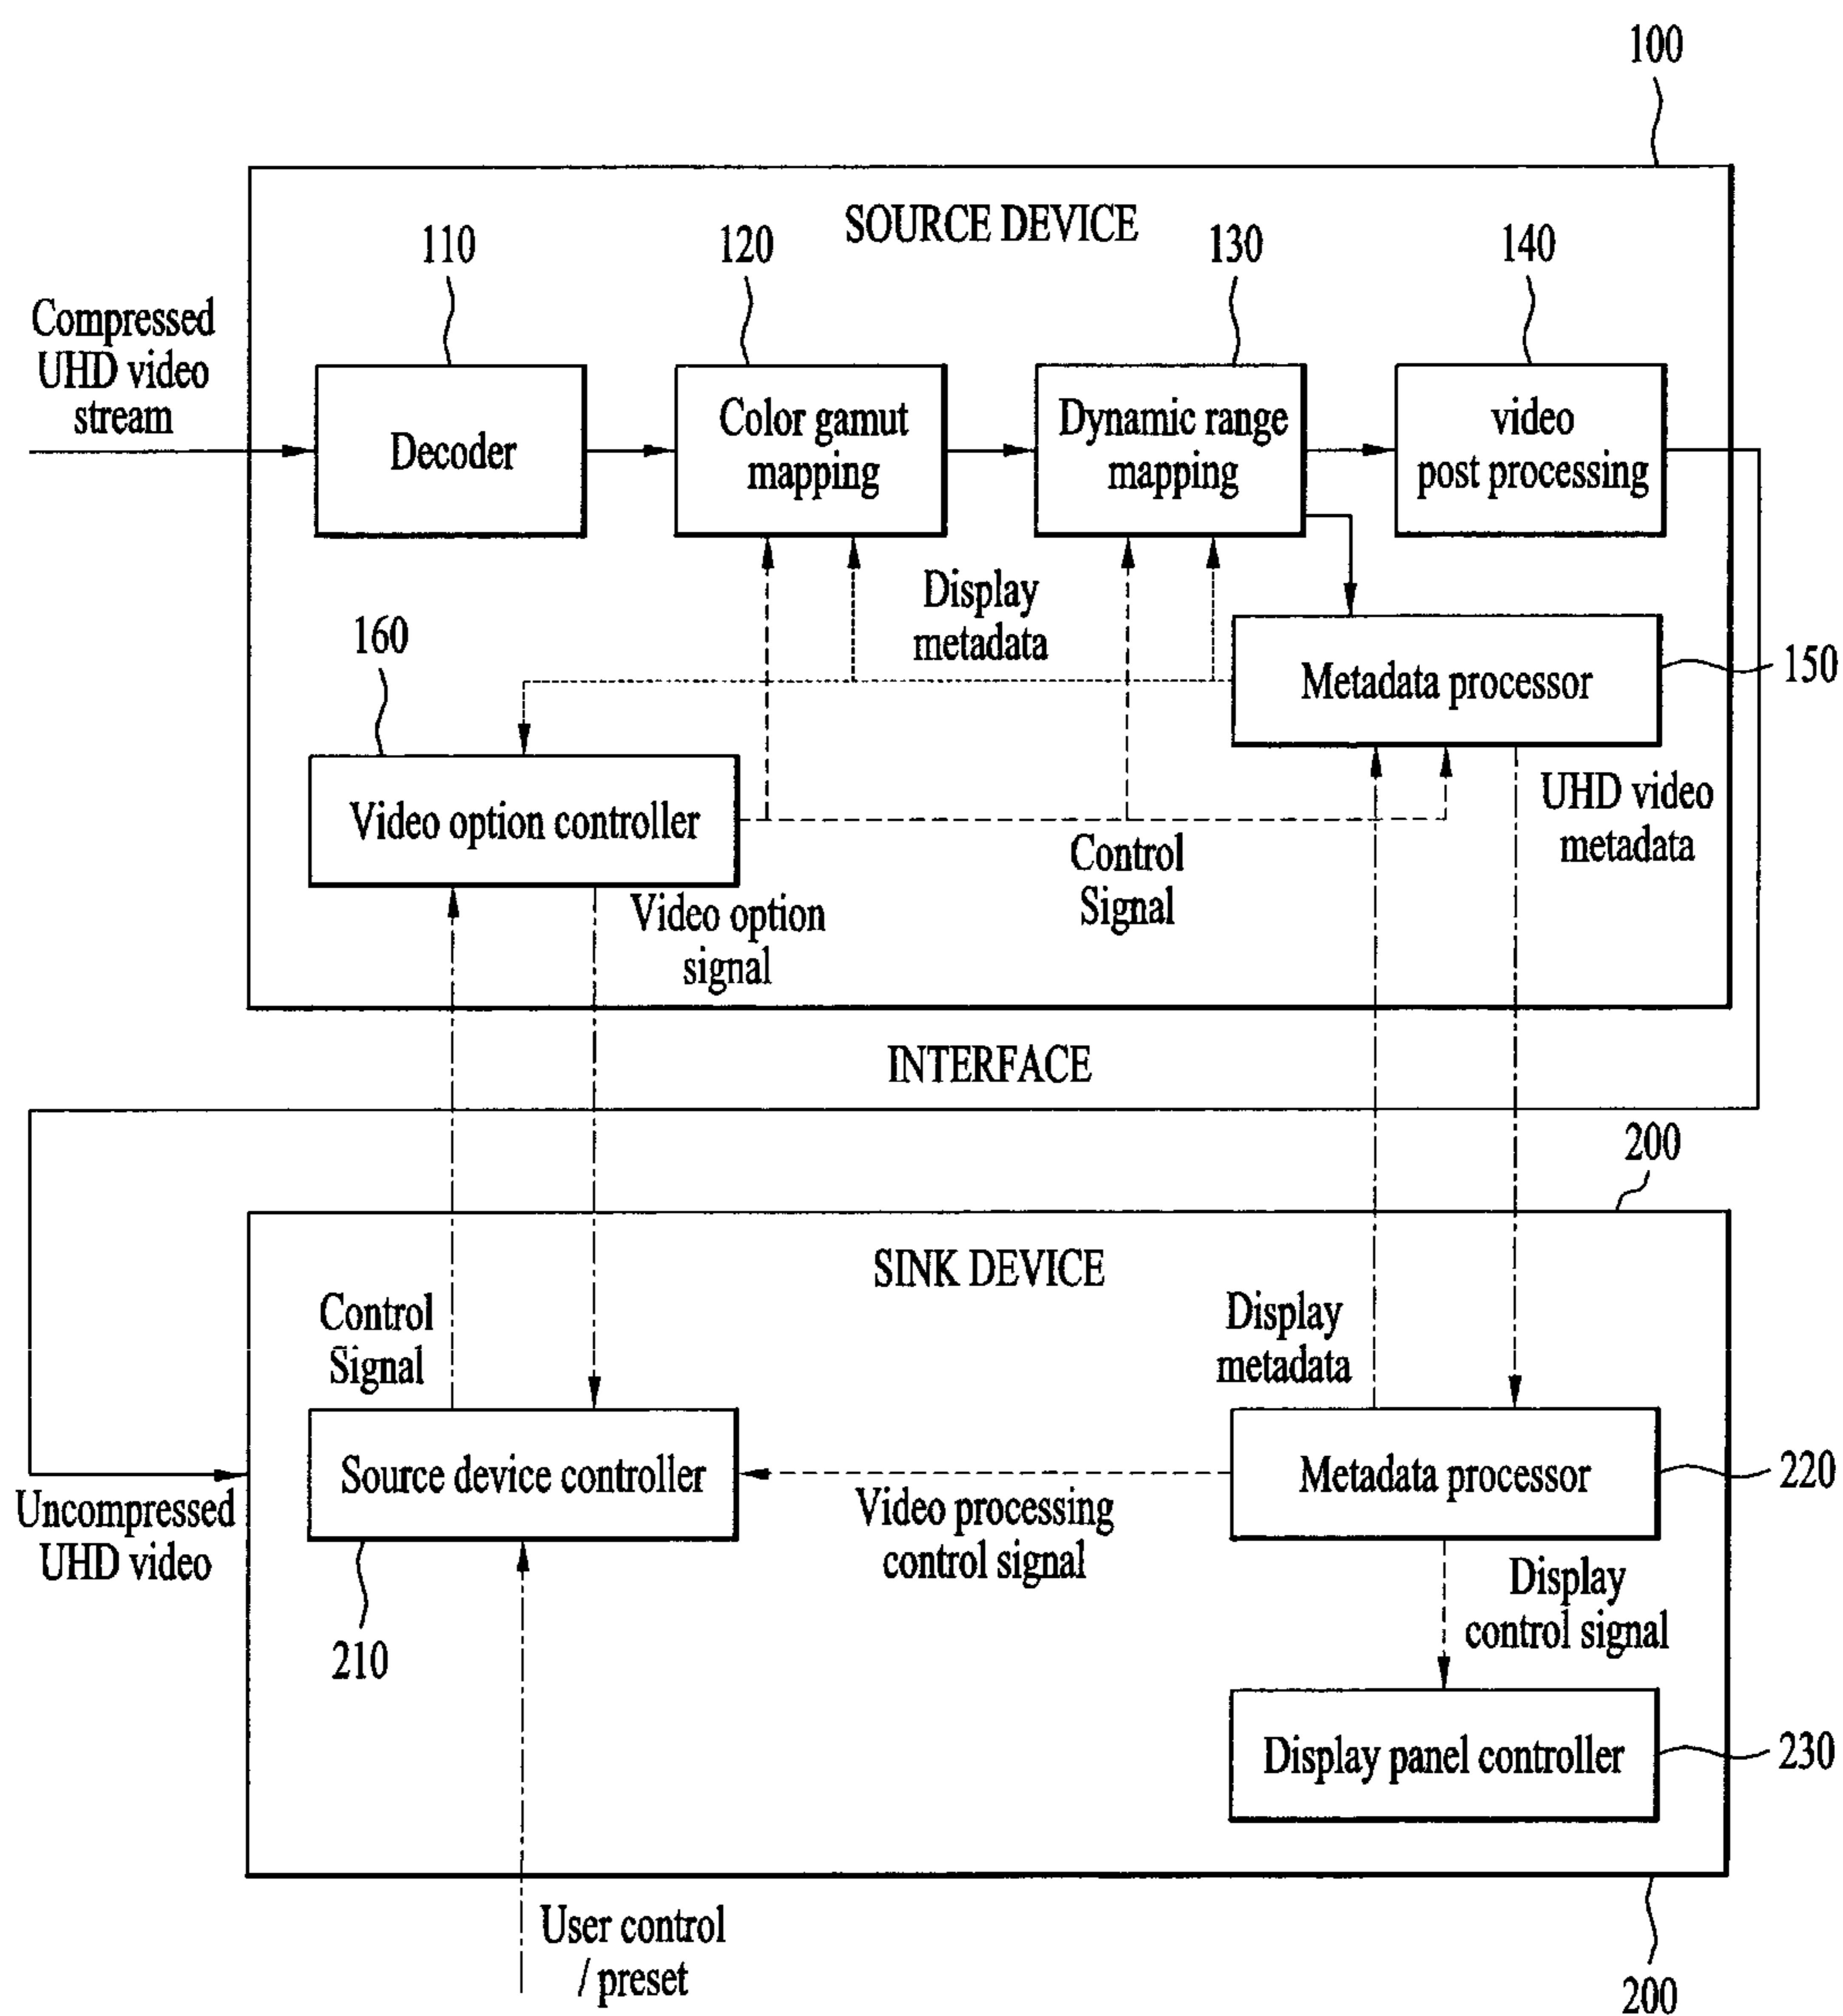 100
SOURCE DEVICE
110
120
130
140
Compressed
UHD video
stream
Decoder
Color gamut
mapping
Dynamic range
mapping
video
post processing
Display
metadata
160
Metadata processor
150
Video option controller
UHD video
metadata
Control
Signal
Video option
signal
INTERFACE
200
SINK DEVICE
Control
Signal
Display
metadata
Source device controller
Metadata processor
220
Uncompressed
UHD video
Video processing
control signal
Display
control signal
210
Display panel controller
230
User control
/ preset
200